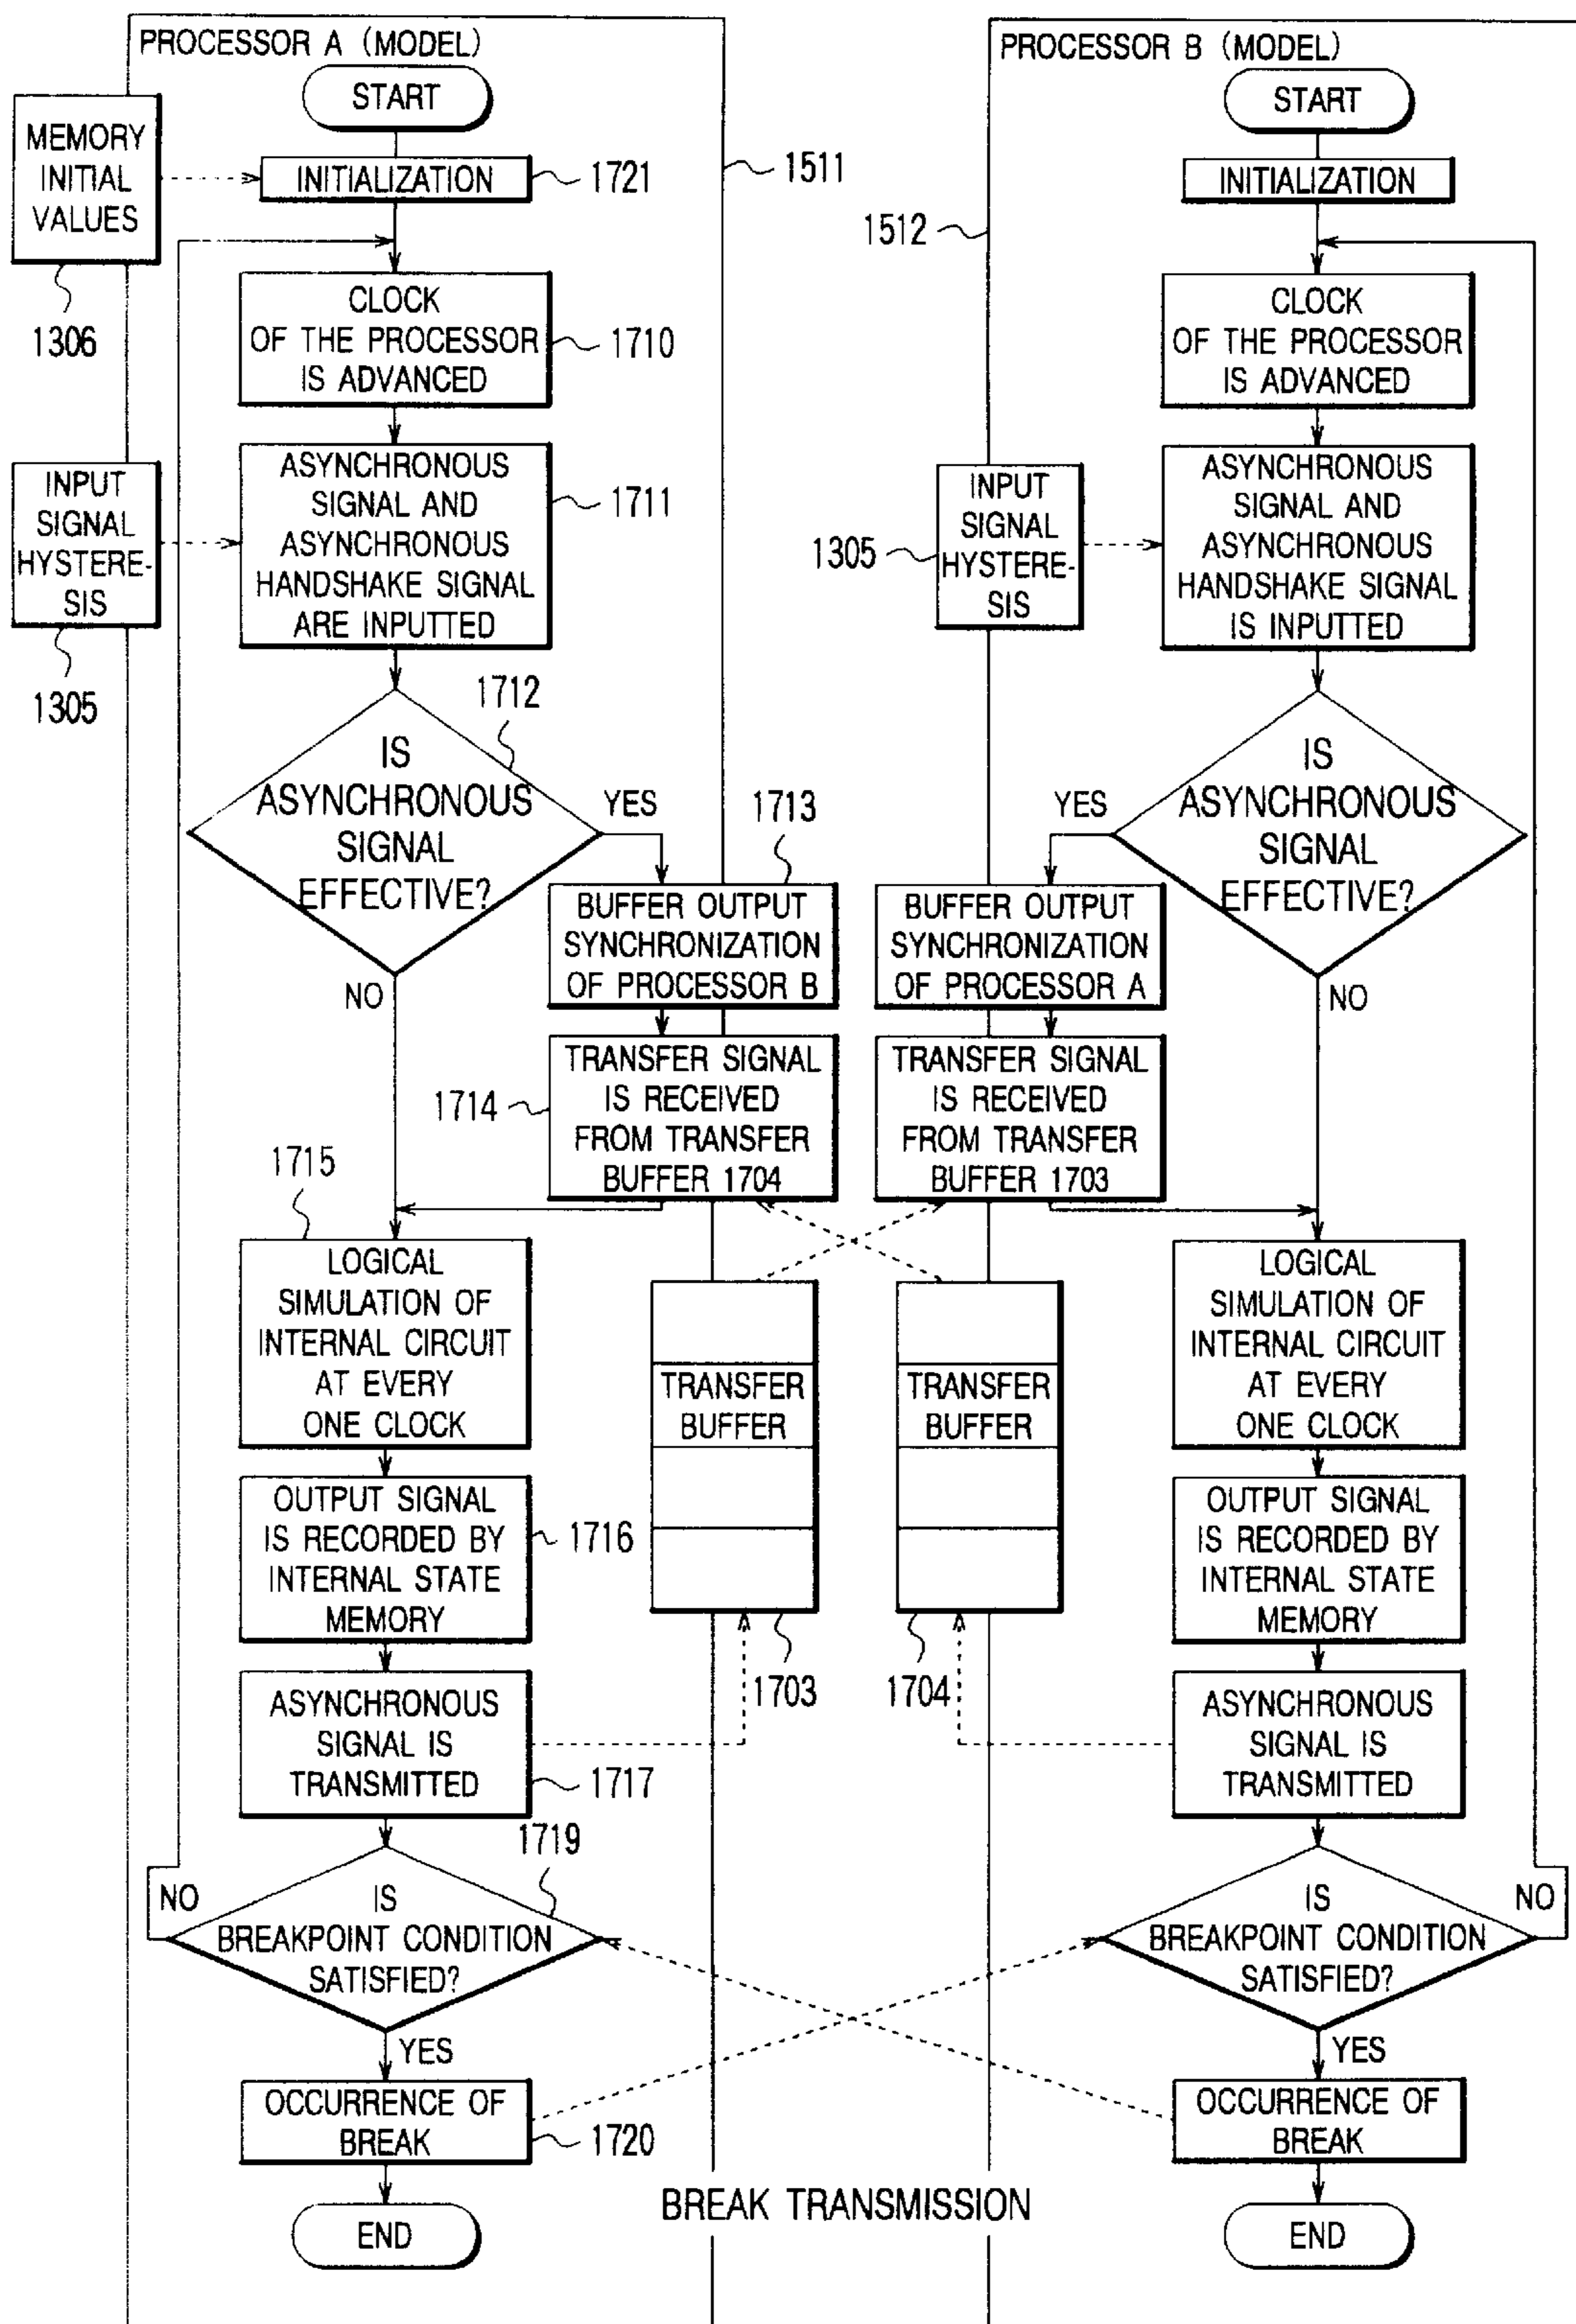 PROCESSOR A (MODEL)
START
MEMORY
INITIAL
VALUES
1306
INITIALIZATION
1721
1511
CLOCK
OF THE PROCESSOR
IS ADVANCED
1710
INPUT
SIGNAL
HYSTERE-
SIS
1305
ASYNCHRONOUS
SIGNAL AND
ASYNCHRONOUS
HANDSHAKE SIGNAL
ARE INPUTTED
1711
1712
IS
ASYNCHRONOUS
SIGNAL
EFFECTIVE?
YES
NO
1713
BUFFER OUTPUT
SYNCHRONIZATION
OF PROCESSOR B
1714
TRANSFER SIGNAL
IS RECEIVED
FROM TRANSFER
BUFFER 1704
1715
LOGICAL
SIMULATION OF
INTERNAL CIRCUIT
AT EVERY
ONE CLOCK
TRANSFER
BUFFER
1703
OUTPUT SIGNAL
IS RECORDED BY
INTERNAL STATE
MEMORY
1716
ASYNCHRONOUS
SIGNAL IS
TRANSMITTED
1717
1719
NO
IS
BREAKPOINT CONDITION
SATISFIED?
YES
OCCURRENCE OF
BREAK
1720
END
BREAK TRANSMISSION
PROCESSOR B (MODEL)
START
INITIALIZATION
1512
CLOCK
OF THE PROCESSOR
IS ADVANCED
INPUT
SIGNAL
HYSTERE-
SIS
1305
ASYNCHRONOUS
SIGNAL AND
ASYNCHRONOUS
HANDSHAKE SIGNAL
IS INPUTTED
IS
ASYNCHRONOUS
SIGNAL
EFFECTIVE?
YES
NO
BUFFER OUTPUT
SYNCHRONIZATION
OF PROCESSOR A
TRANSFER SIGNAL
IS RECEIVED
FROM TRANSFER
BUFFER 1703
LOGICAL
SIMULATION OF
INTERNAL CIRCUIT
AT EVERY
ONE CLOCK
TRANSFER
BUFFER
1704
OUTPUT SIGNAL
IS RECORDED BY
INTERNAL STATE
MEMORY
ASYNCHRONOUS
SIGNAL IS
TRANSMITTED
IS
BREAKPOINT CONDITION
SATISFIED?
NO
YES
OCCURRENCE OF
BREAK
END